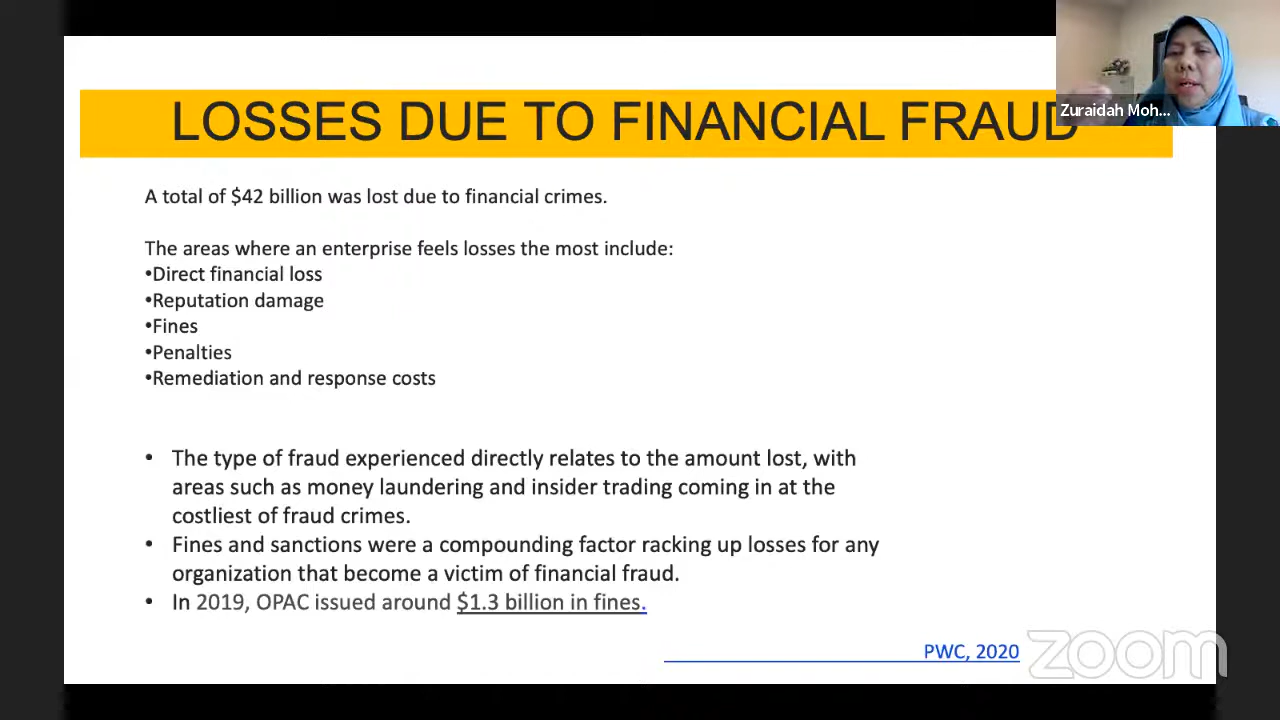 LOSSES DUE TO FINANCIAL FRAUD
Zuraidah Moh...
A total of $42 billion was lost due to financial crimes.
The areas where an enterprise feels losses the most include:
•Direct financial loss
•Reputation damage
•Fines
•Penalties
•Remediation and response costs
• The type of fraud experienced directly relates to the amount lost, with
areas such as money laundering and insider trading coming in at the
costliest of fraud crimes.
• Fines and sanctions were a compounding factor racking up losses for any
organization that become a victim of financial fraud.
• In 2019, OPAC issued around $1.3 billion in fines.
PWC, 2020
zoom